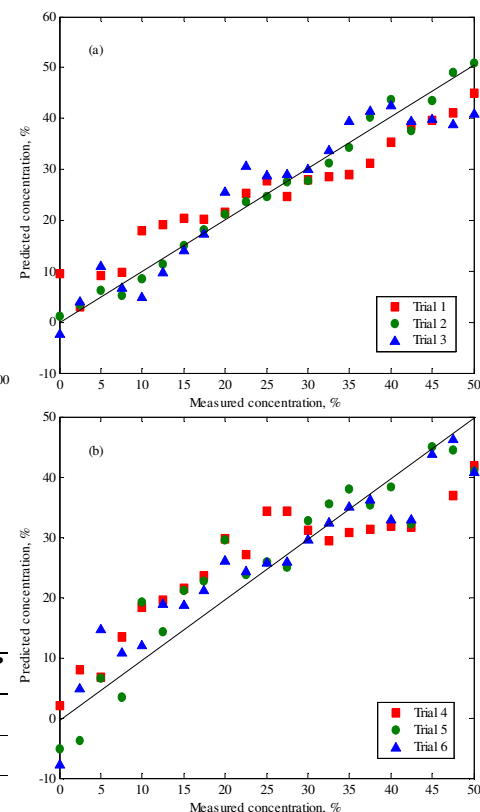 60
(a)
50
40
30
20
10
0
-10
Predicted concentration, %
Trial 1
Trial 2
Trial 3
0 5 10 15 20 25 30 35 40 45 50
Measured concentration, %
00
50
(b)
40
30
20
10
0
-10
Predicted concentration, %
Trial 4
Trial 5
Trial 6
0 5 10 15 20 25 30 35 40 45 50
Measured concentration, %